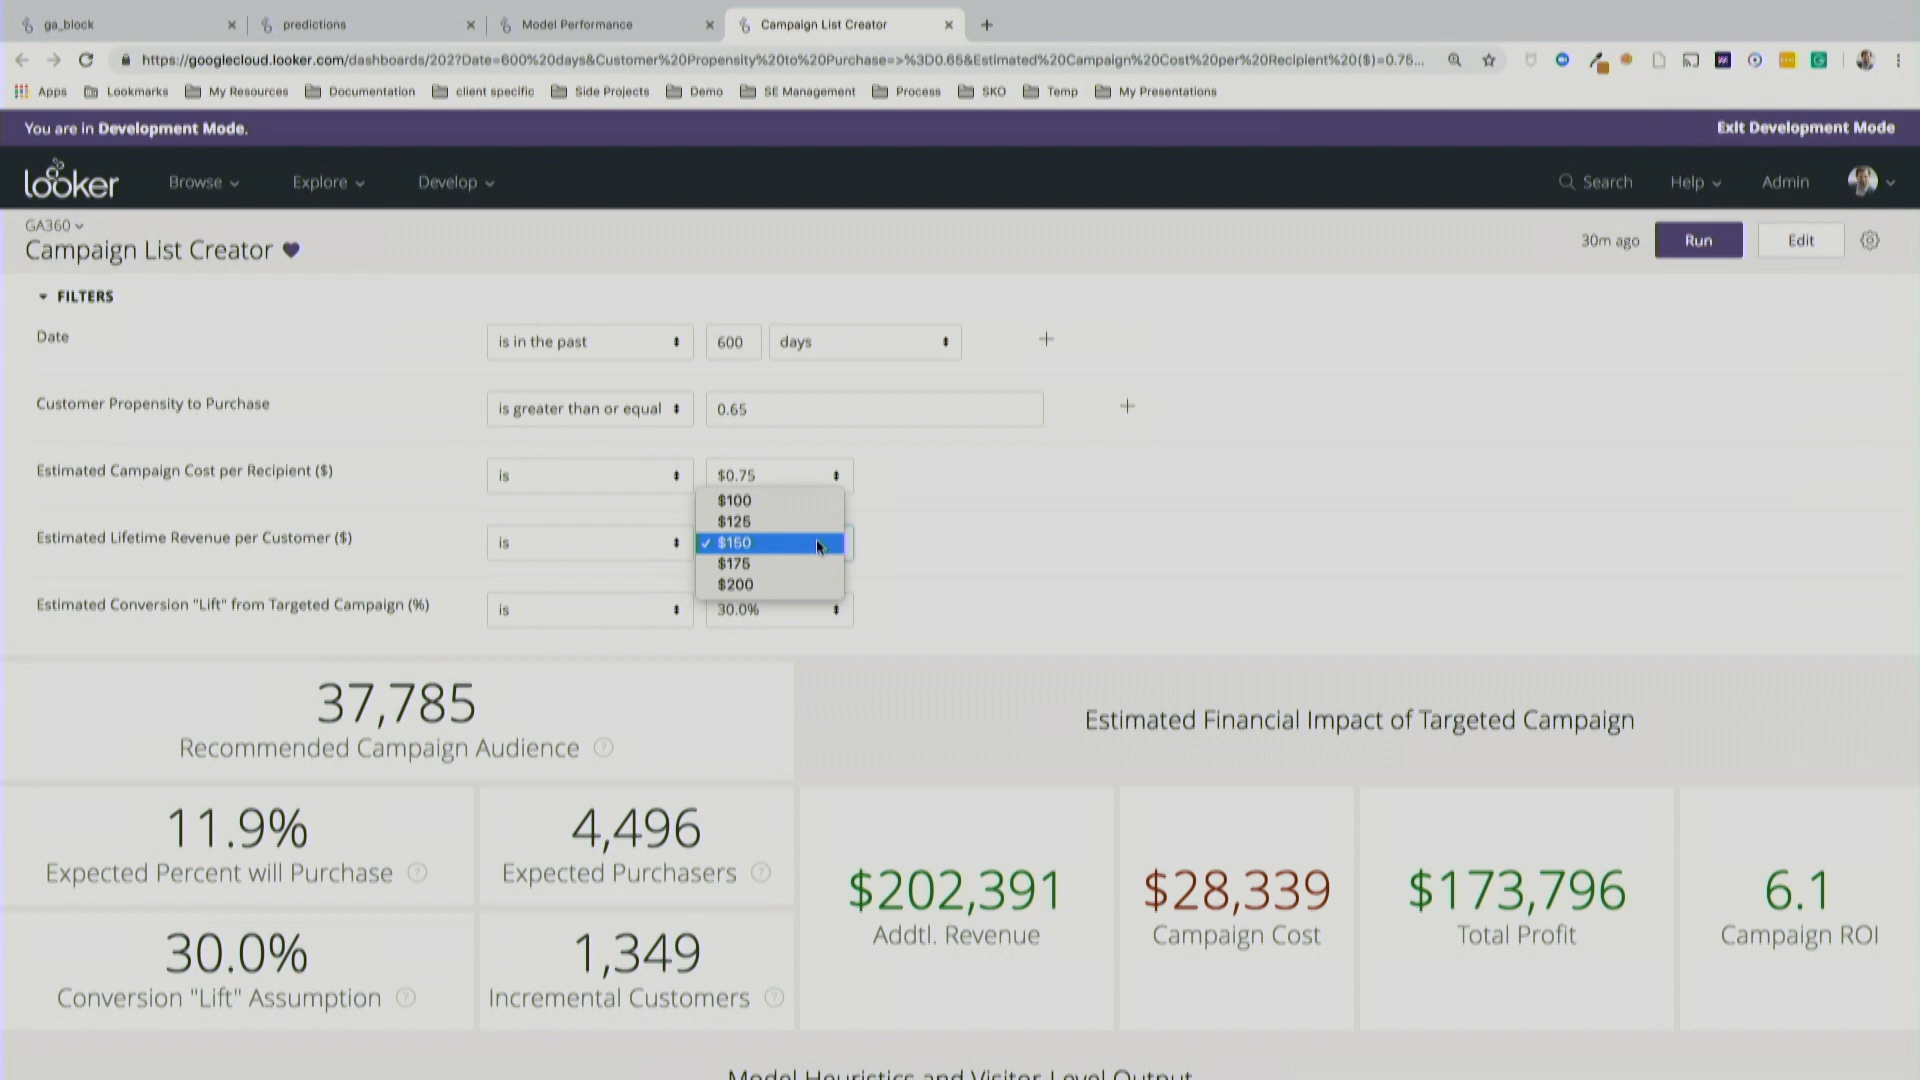 ga_block
predictions
Model Performance
Campaign List Creator
https://googlecloud.looker.com/dashboards/202?Date=600%20days&Customer%20Propensity%20to%20Purchase=>%3D0.65&Estimated%20Campaign%20Cost%20per%20Recipient%20($)=0.75...
Apps Lookmarks My Resources Documentation client specific Side Projects Demo SE Management Process SKO Temp My Presentations
You are in Development Mode.
Exit Development Mode
looker Browse Explore Develop Search Help Admin
GA360
Campaign List Creator
30m ago Run Edit
FILTERS
Date is in the past 600 days
Customer Propensity to Purchase is greater than or equal 0.65
Estimated Campaign Cost per Recipient ($) is $0.75
$100
$125
Estimated Lifetime Revenue per Customer ($) is $150
$175
$200
Estimated Conversion "Lift" from Targeted Campaign (%) is 30.0%
37,785
Recommended Campaign Audience ?
Estimated Financial Impact of Targeted Campaign
11.9%
Expected Percent will Purchase ?
4,496
Expected Purchasers ?
30.0%
Conversion "Lift" Assumption ?
1,349
Incremental Customers ?
$202,391
Addtl. Revenue
$28,339
Campaign Cost
$173,796
Total Profit
6.1
Campaign ROI
Model Heuristics and Visitor Level Output